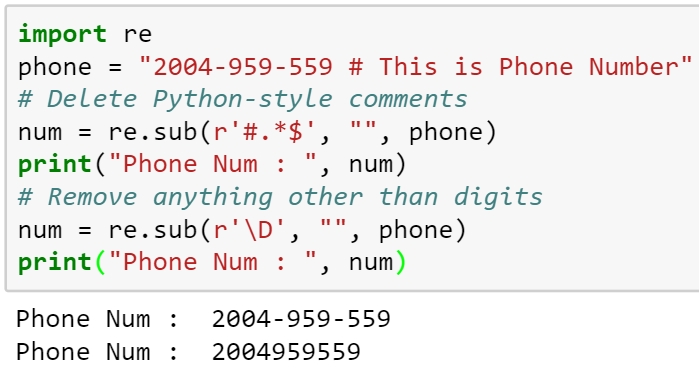 import re
phone = "2004-959-559 # This is Phone Number"
# Delete Python-style comments
num = re.sub(r'#.*$', "", phone)
print("Phone Num : ", num)
# Remove anything other than digits
num = re.sub(r'\D', "", phone)
print("Phone Num : ", num)
Phone Num :  2004-959-559
Phone Num :  2004959559